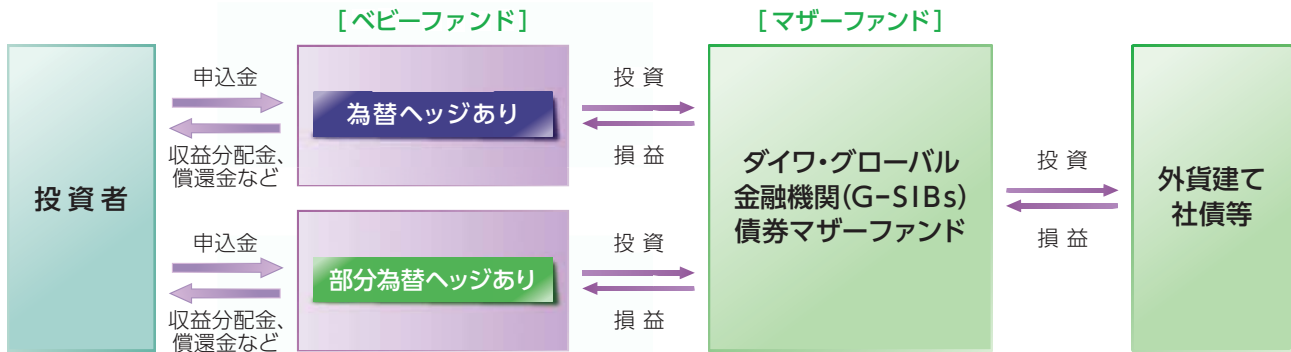 [ベビーファンド]
[マザーファンド]
投資者
申込金
収益分配金、
償還金など
為替ヘッジあり
投 資
損 益
申込金
収益分配金、
償還金など
部分為替ヘッジあり
投 資
損 益
ダイワ・グローバル
金融機関(G-SIBs)
債券マザーファンド
投 資
損 益
外貨建て
社債等